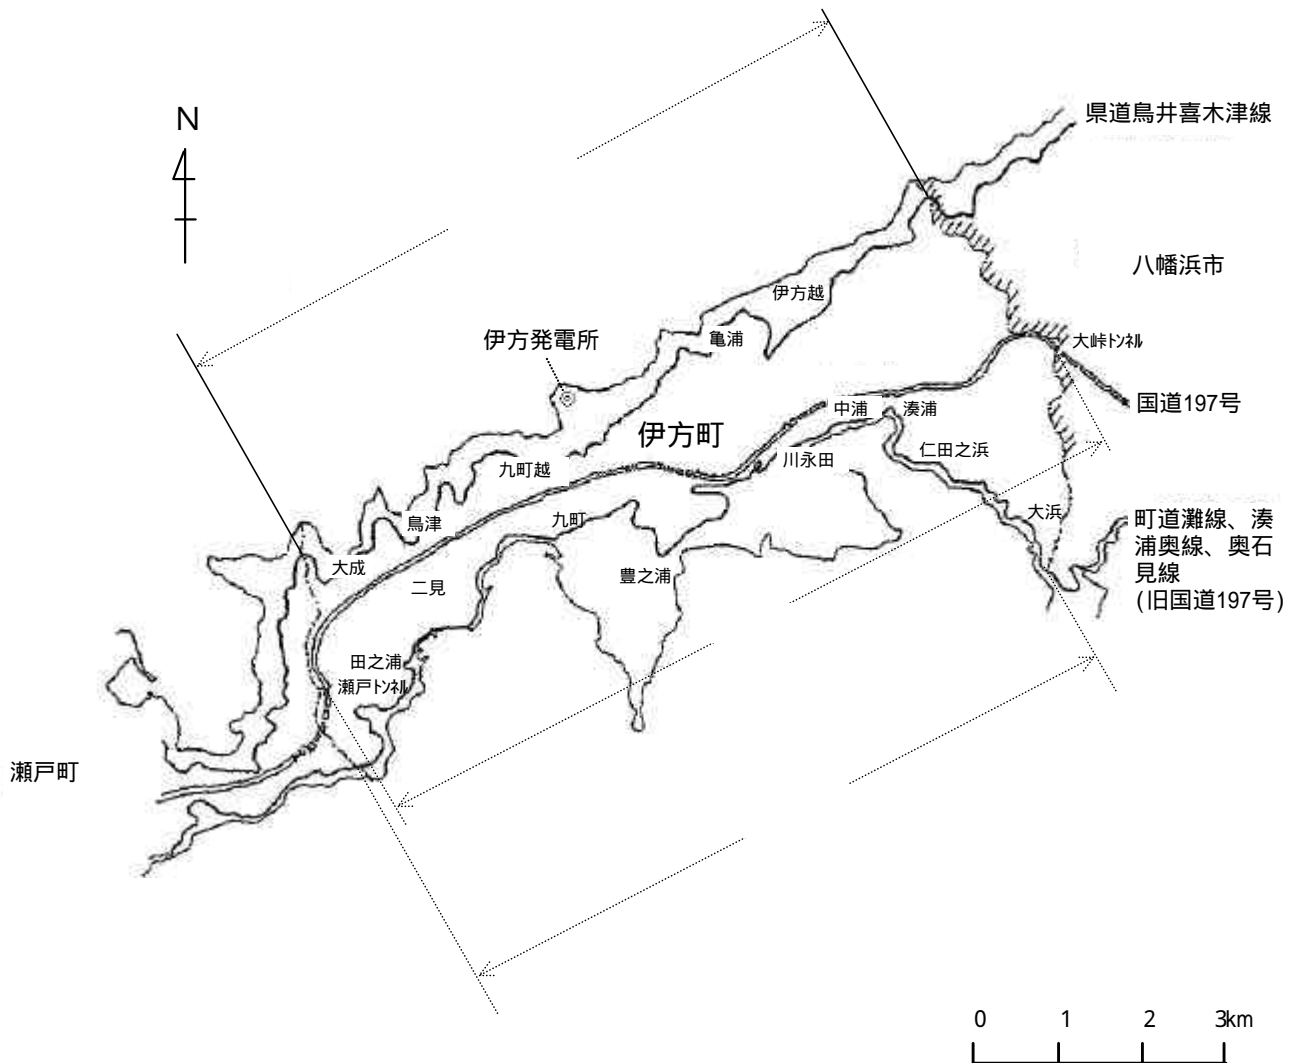 N
県道鳥井喜木津線
八幡浜市
伊方越
伊方発電所
亀浦
大峠トンネル
国道197号
中浦
湊浦
伊方町
川永田
仁田之浜
九町越
鳥津
九町
大浜
町道灘線、湊
浦奥線、奥石
見線
(旧国道197号)
大成
二見
豊之浦
田之浦
瀬戸トンネル
瀬戸町
0 1 2 3km